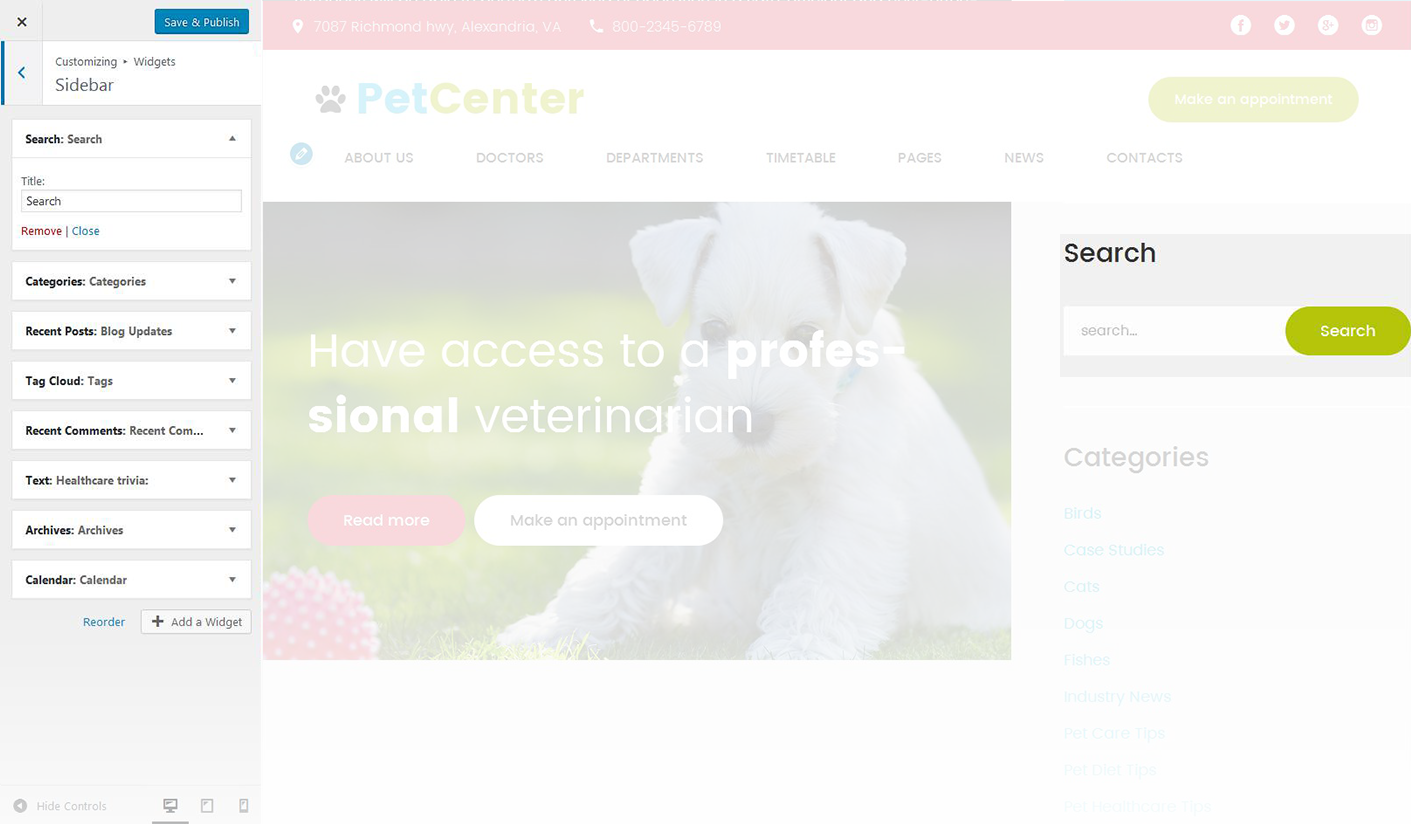 Save & Publish
Customizing ▸ Widgets
Sidebar
Search: Search
Title:
Search
Remove | Close
Categories: Categories
Recent Posts: Blog Updates
Tag Cloud: Tags
Recent Comments: Recent Com...
Text: Healthcare trivia:
Archives: Archives
Calendar: Calendar
Reorder
Add a Widget
Hide Controls
7087 Richmond hwy, Alexandria, VA
800-2345-6789
PetCenter
Make an appointment
ABOUT US
DOCTORS
DEPARTMENTS
TIMETABLE
PAGES
NEWS
CONTACTS
Have access to a profes-
sional veterinarian
Read more
Make an appointment
Search
search...
Search
Categories
Birds
Case Studies
Cats
Dogs
Fishes
Industry News
Pet Care Tips
Pet Diet Tips
Pet Healthcare Tips